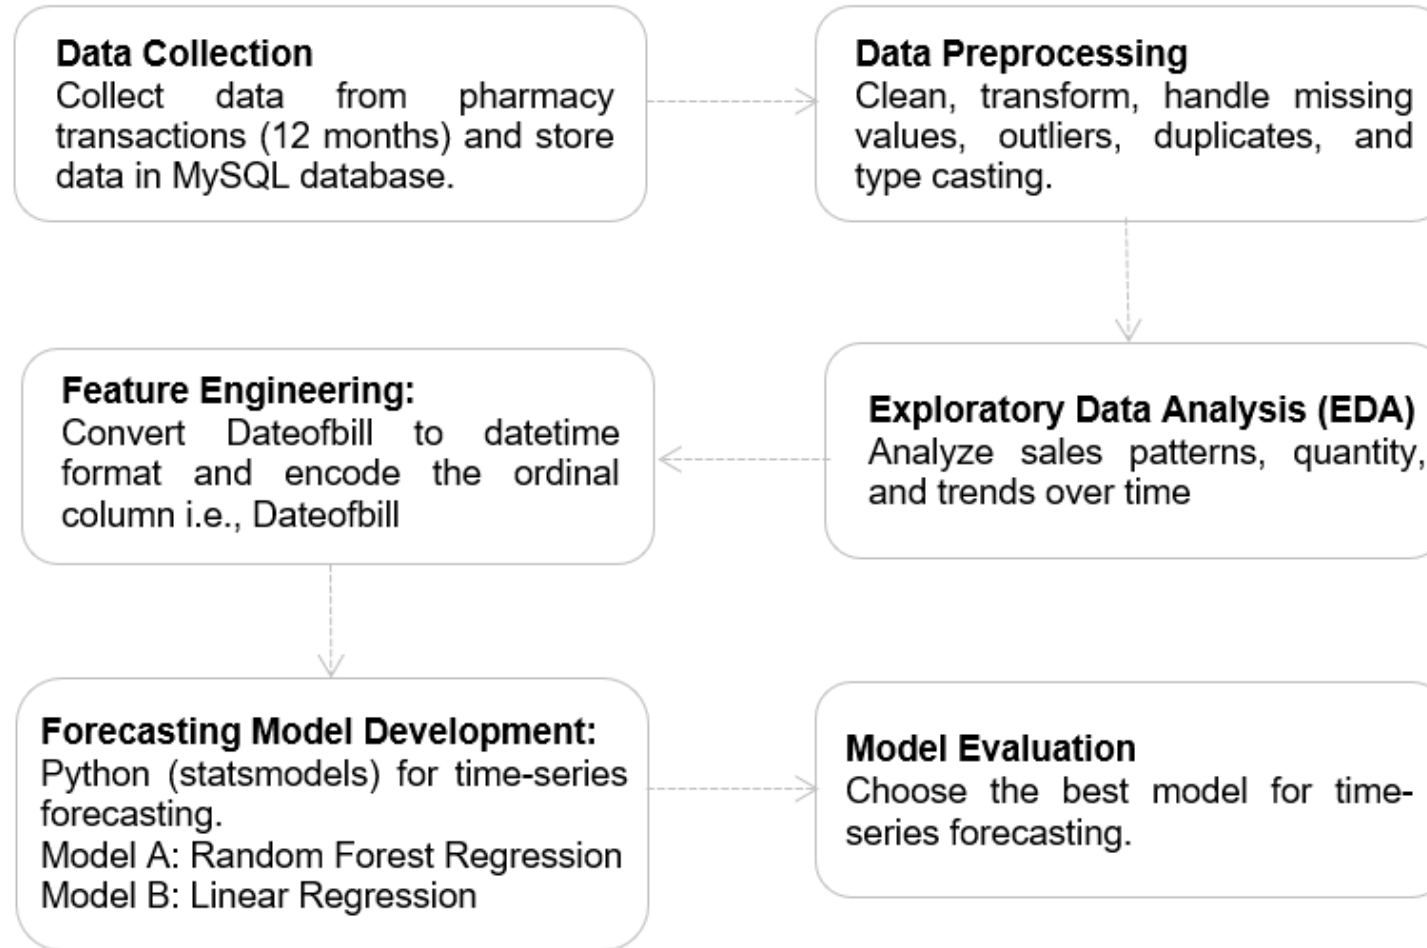 Data Collection
Collect data from pharmacy
transactions (12 months) and store
data in MySQL database.
Data Preprocessing
Clean, transform, handle missing
values, outliers, duplicates, and
type casting.
Exploratory Data Analysis (EDA)
Analyze sales patterns, quantity,
and trends over time
Feature Engineering:
Convert Dateofbill to datetime
format and encode the ordinal
column i.e., Dateofbill
Forecasting Model Development:
Python (statsmodels) for time-series
forecasting.
Model A: Random Forest Regression
Model B: Linear Regression
Model Evaluation
Choose the best model for time-
series forecasting.